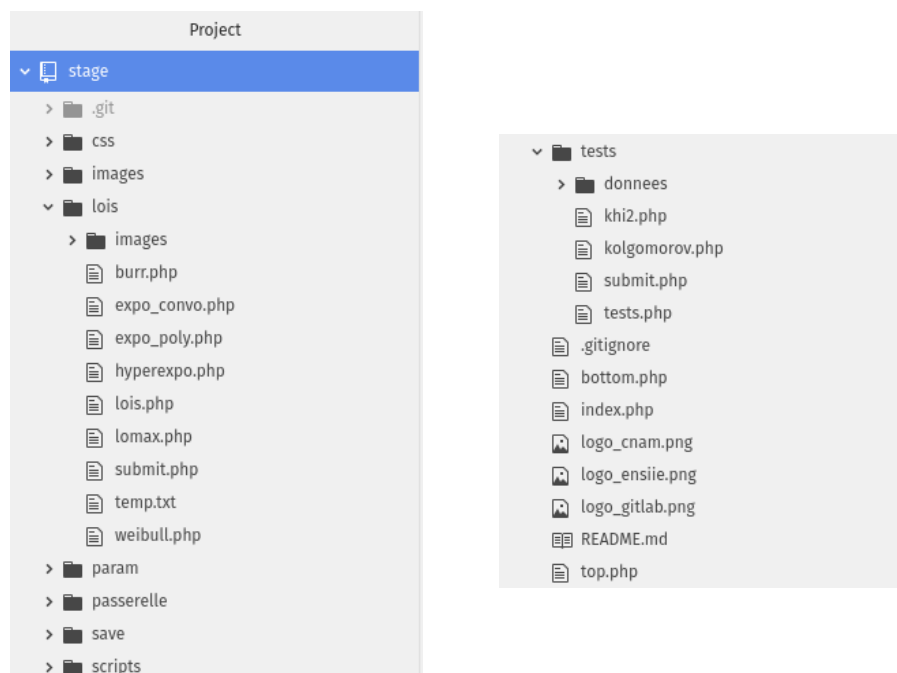 Project
stage
.git
css
images
lois
images
burr.php
expo_convo.php
expo_poly.php
hyperexpo.php
lois.php
lomax.php
submit.php
temp.txt
weibull.php
param
passerelle
save
scripts
tests
donnees
khi2.php
kolgomorov.php
submit.php
tests.php
.gitignore
bottom.php
index.php
logo_cnam.png
logo_ensiie.png
logo_gitlab.png
README.md
top.php